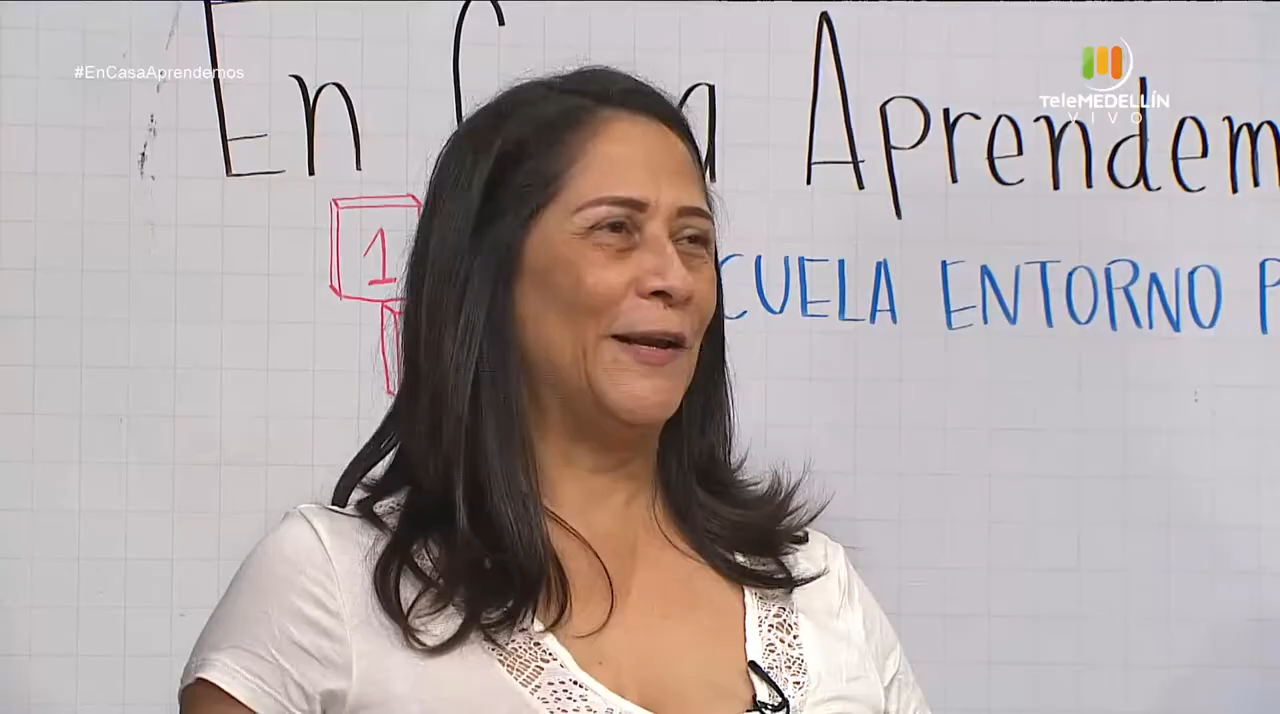 #EnCasaAprendemos
En C a Aprendem
TeleMEDELLÍN
VIVO
1
CUELA ENTORNO P